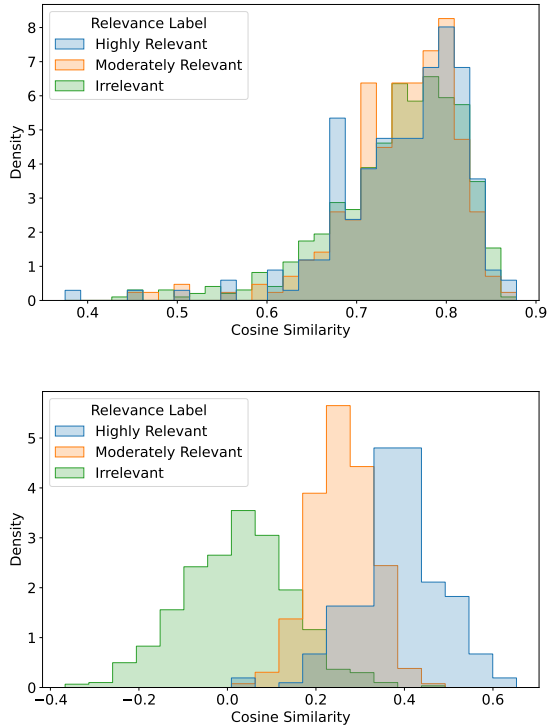 Relevance Label
Highly Relevant
Moderately Relevant
Irrelevant
Density
8
7
6
5
4
3
2
1
0
0.4 0.5 0.6 0.7 0.8 0.9
Cosine Similarity
Relevance Label
Highly Relevant
Moderately Relevant
Irrelevant
Density
5
4
3
2
1
0
−0.4 −0.2 0.0 0.2 0.4 0.6
Cosine Similarity